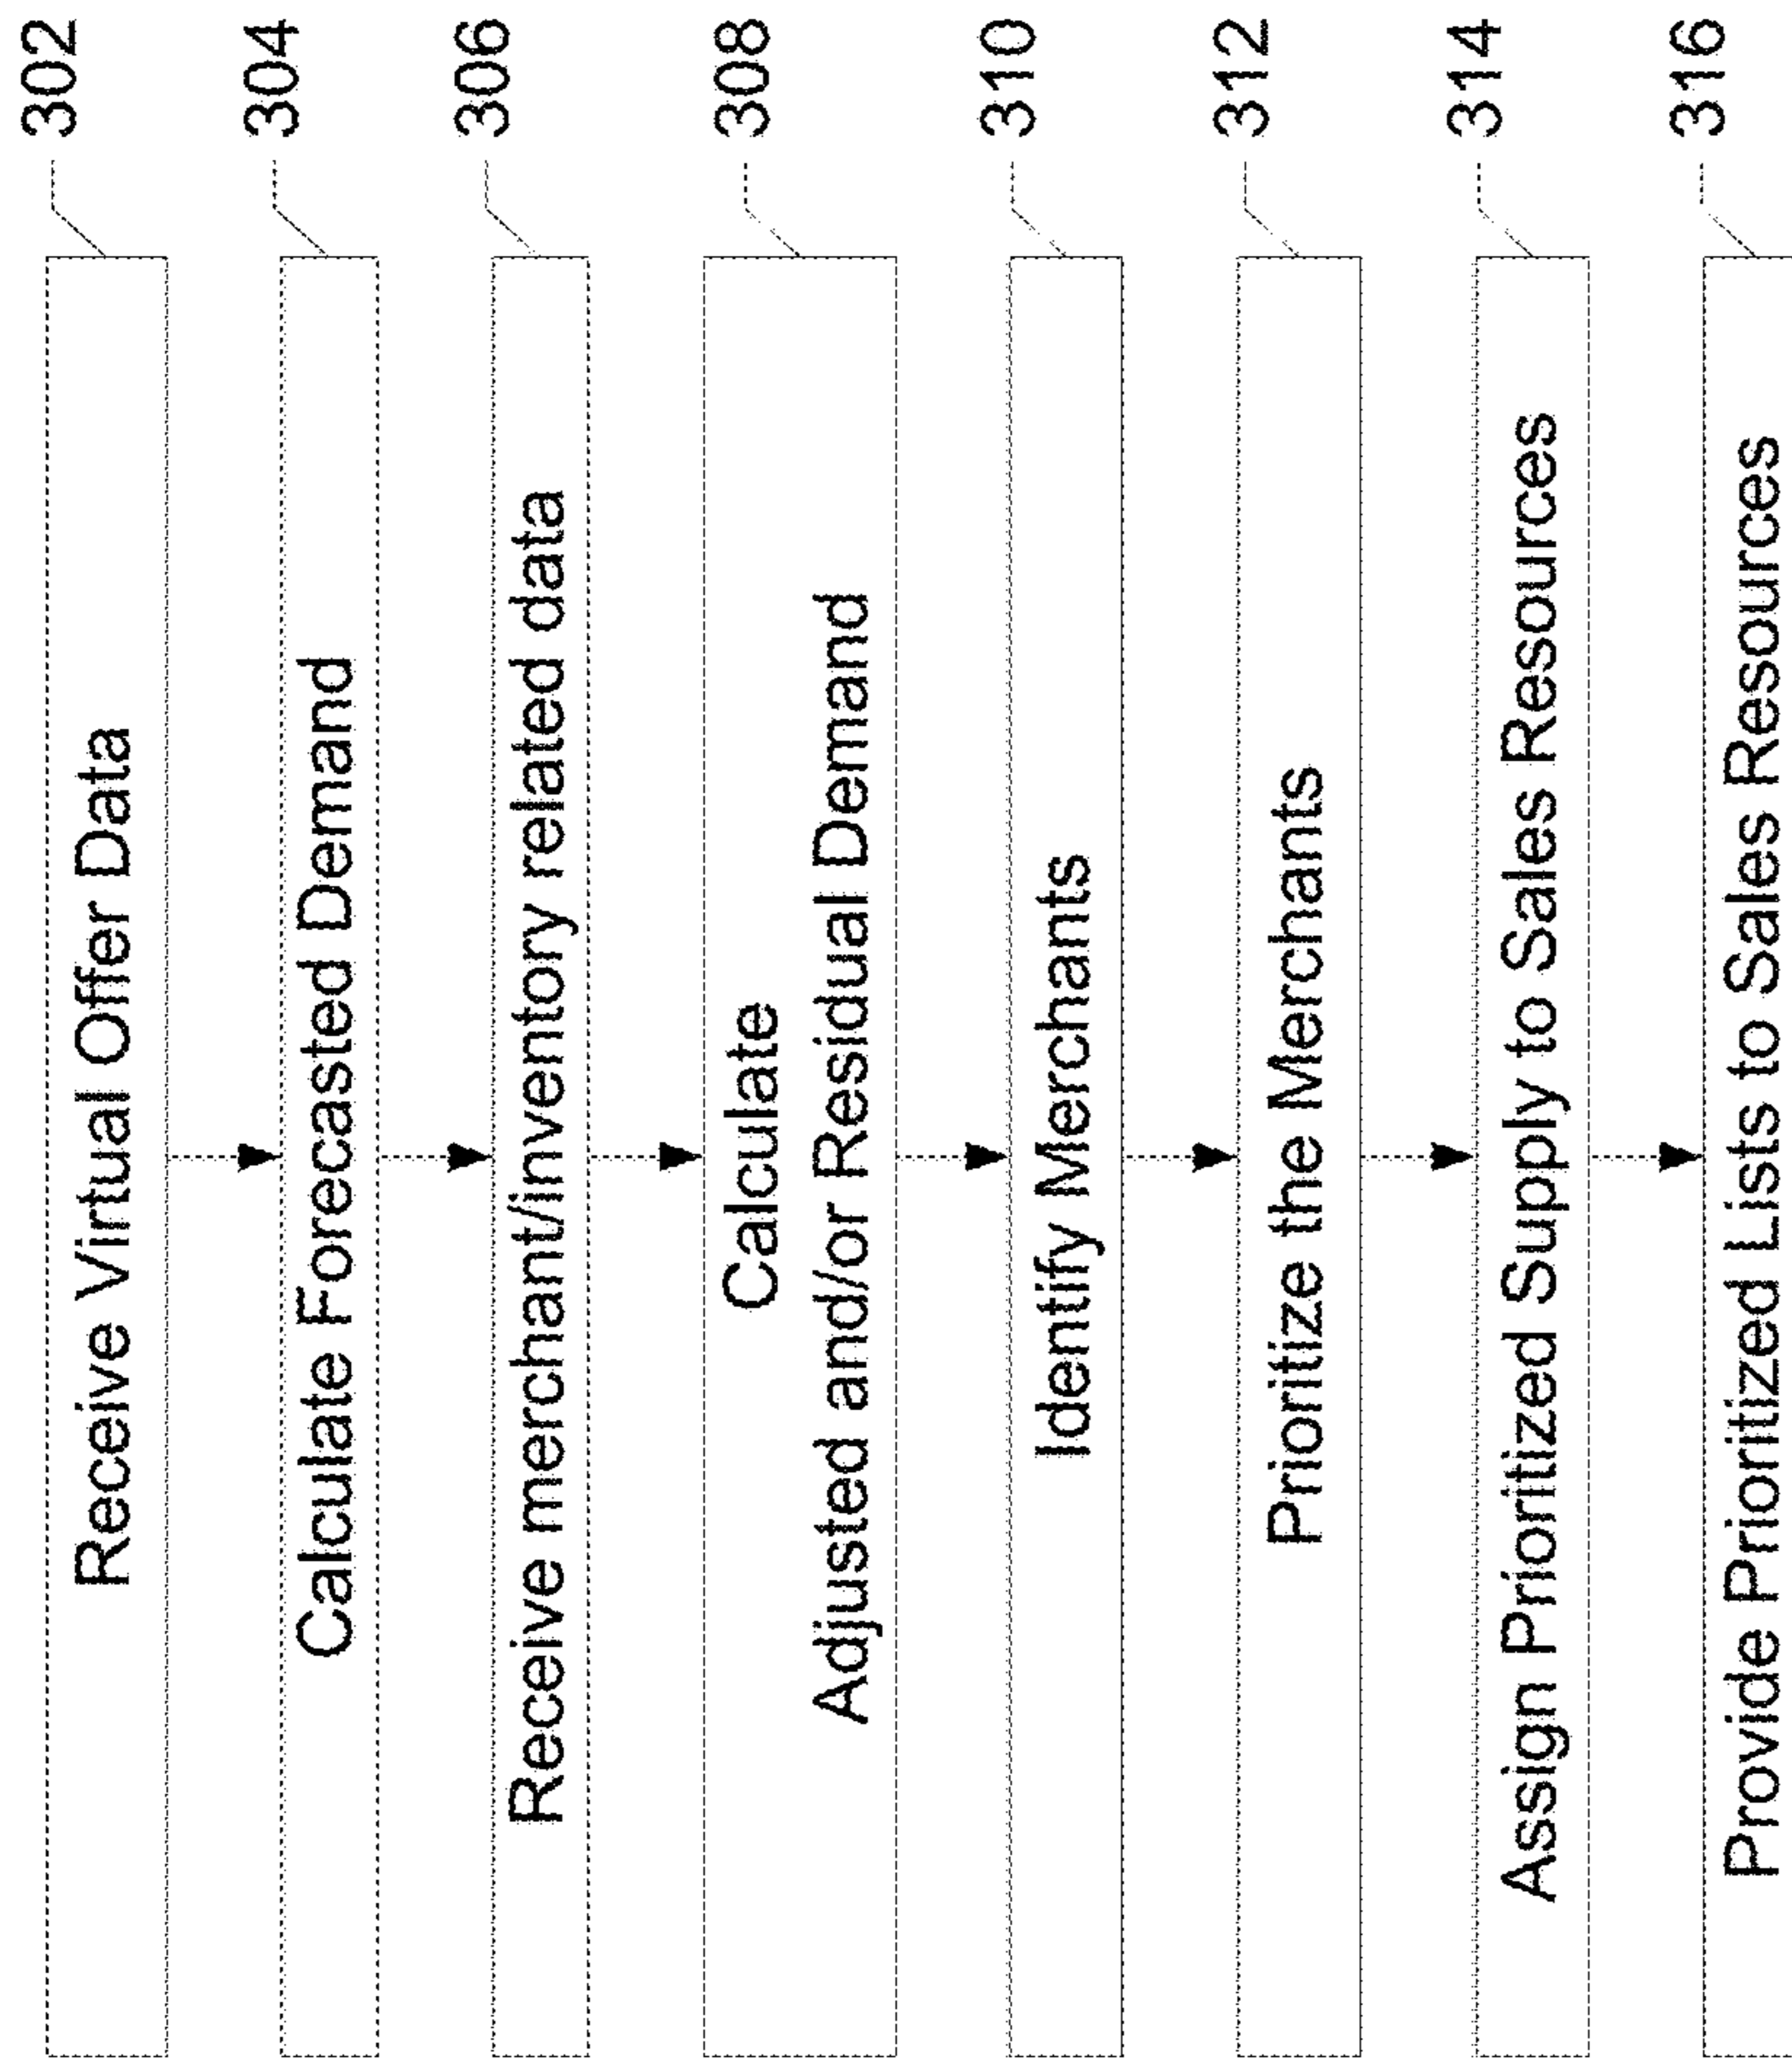 302
Receive Virtual Offer Data
304
Calculate Forecasted Demand
306
Receive merchant/inventory related data
308
Calculate
Adjusted and/or Residual Demand
310
Identify Merchants
312
Prioritize the Merchants
314
Assign Prioritized Supply to Sales Resources
316
Provide Prioritized Lists to Sales Resources